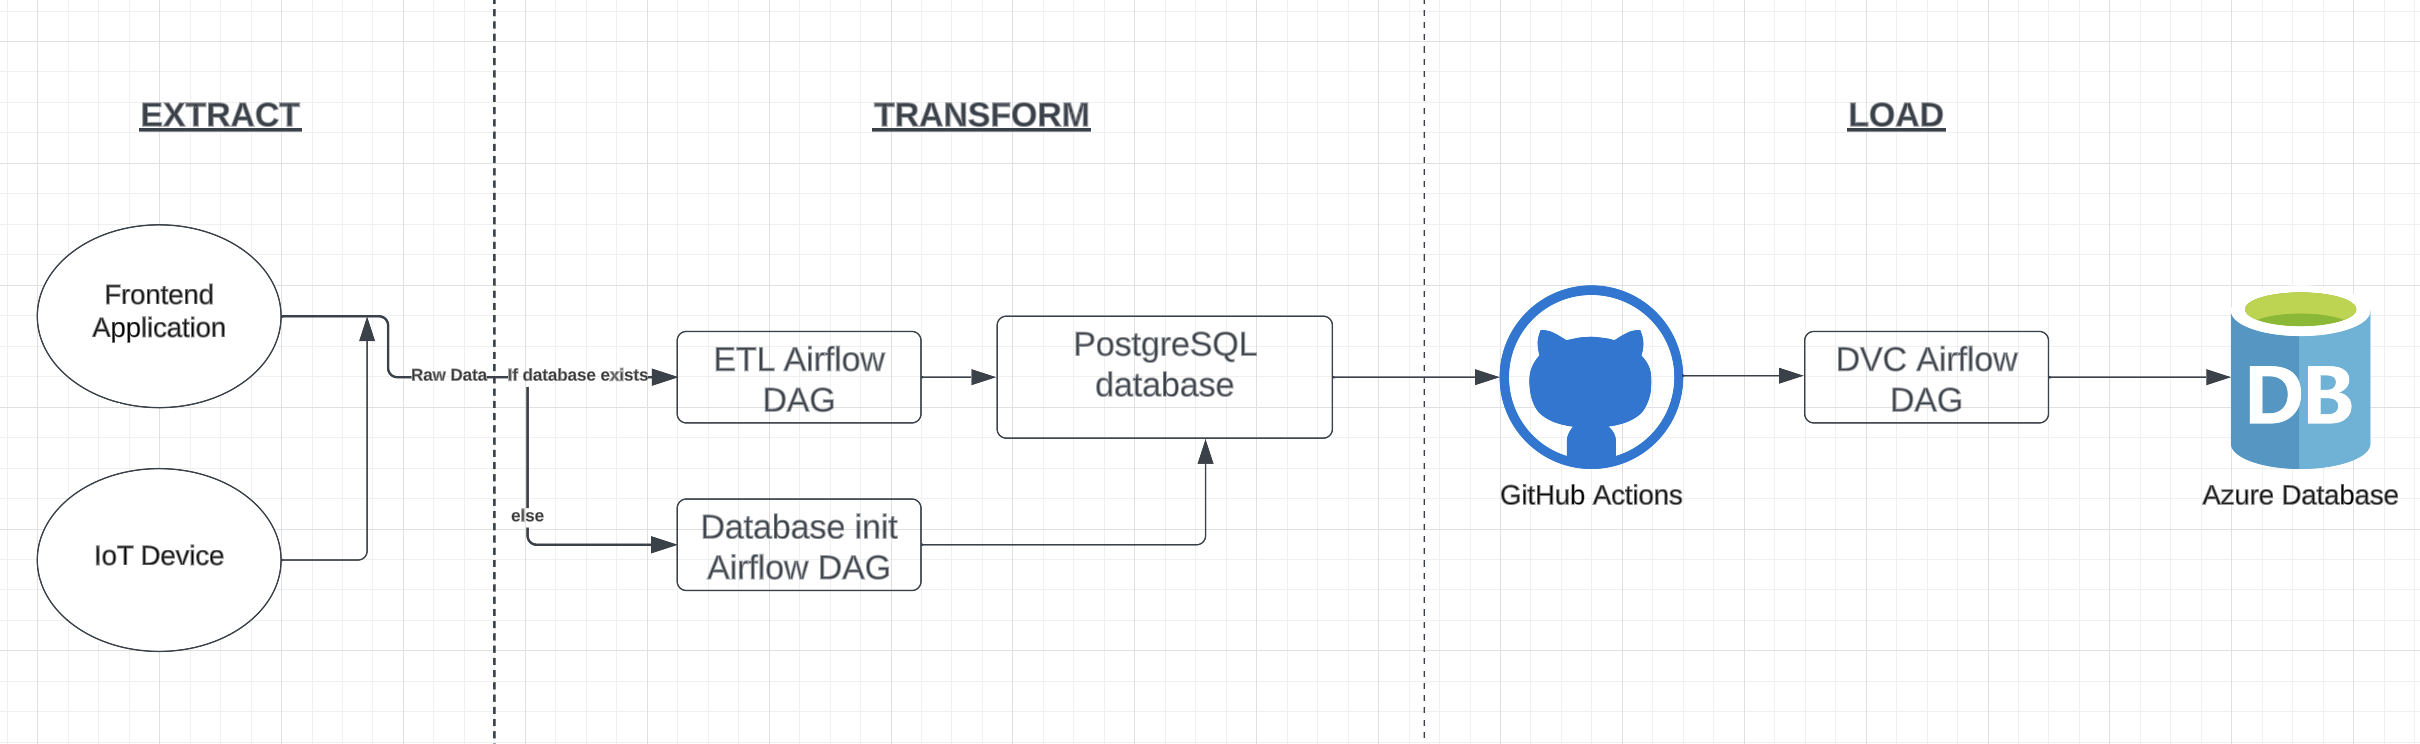 EXTRACT
TRANSFORM
LOAD
Frontend
Application
IoT Device
Raw Data
If database exists
else
ETL Airflow
DAG
Database init
Airflow DAG
PostgreSQL
database
GitHub Actions
DVC Airflow
DAG
DB
Azure Database